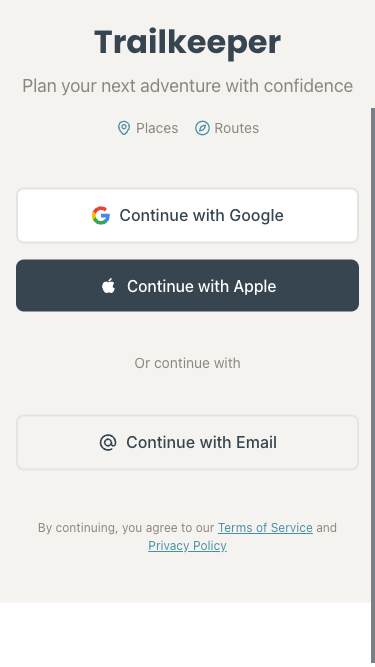 Trailkeeper
Plan your next adventure with confidence
Places Routes
Continue with Google
Continue with Apple
Or continue with
Continue with Email
By continuing, you agree to our Terms of Service and
Privacy Policy